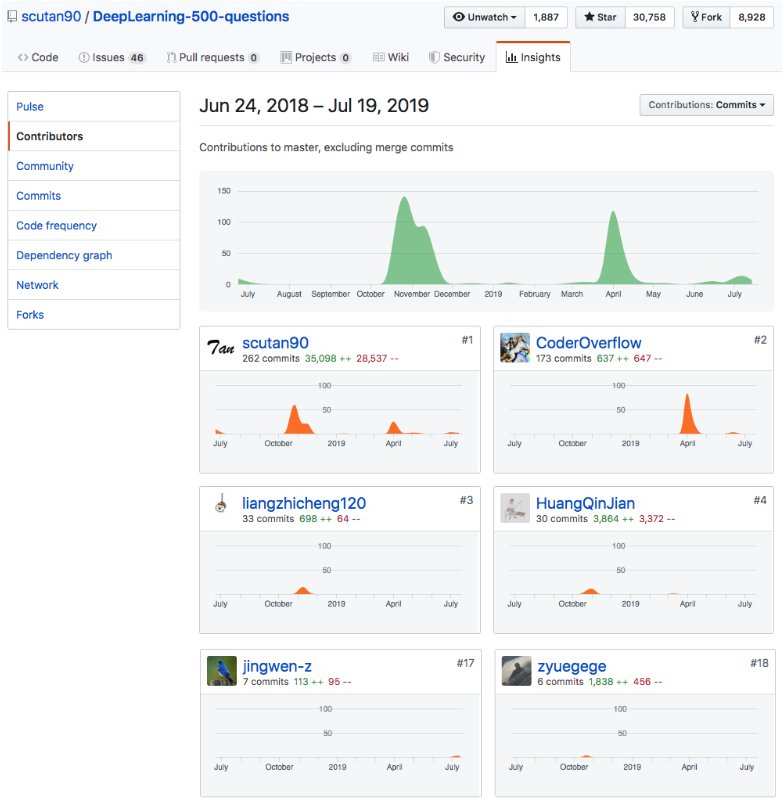 scutan90 / DeepLearning-500-questions
Unwatch 1,887 Star 30,758 Fork 8,928
Code Issues 46 Pull requests 0 Projects 0 Wiki Security Insights
Pulse
Contributors
Community
Commits
Code frequency
Dependency graph
Network
Forks
Jun 24, 2018 – Jul 19, 2019
Contributions: Commits
Contributions to master, excluding merge commits
150
100
50
0
July August September October November December 2019 February March April May June July
Tan scutan90 #1
262 commits 35,098 ++ 28,537 --
100
50
July October 2019 April July
CoderOverflow #2
173 commits 637 ++ 647 --
100
50
July October 2019 April July
liangzhicheng120 #3
33 commits 698 ++ 64 --
100
50
July October 2019 April July
HuangQinJian #4
30 commits 3,864 ++ 3,372 --
100
50
July October 2019 April July
jingwen-z #17
7 commits 113 ++ 95 --
100
50
July October 2019 April July
zyuegege #18
6 commits 1,838 ++ 456 --
100
50
July October 2019 April July